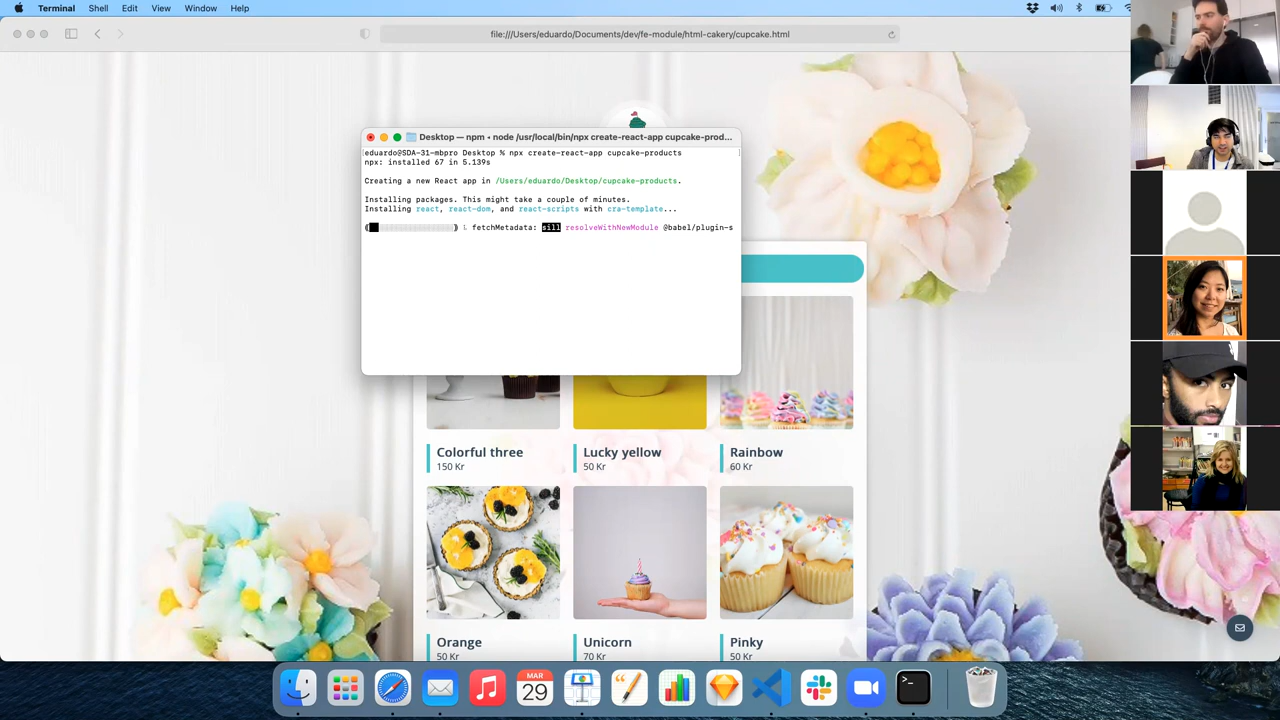 Terminal Shell Edit View Window Help
file:///Users/eduardo/Documents/dev/fe-module/html-cakery/cupcake.html
Desktop — npm • node /usr/local/bin/npx create-react-app cupcake-prod...
eduardo@SDA-31-mbpro Desktop % npx create-react-app cupcake-products
npx: installed 67 in 5.139s
Creating a new React app in /Users/eduardo/Desktop/cupcake-products.
Installing packages. This might take a couple of minutes.
Installing react, react-dom, and react-scripts with cra-template...
fetchMetadata: sill resolveWithNewModule @babel/plugin-s
Colorful three
150 Kr
Lucky yellow
50 Kr
Rainbow
60 Kr
Orange
50 Kr
Unicorn
70 Kr
Pinky
50 Kr
MAR
29
>_